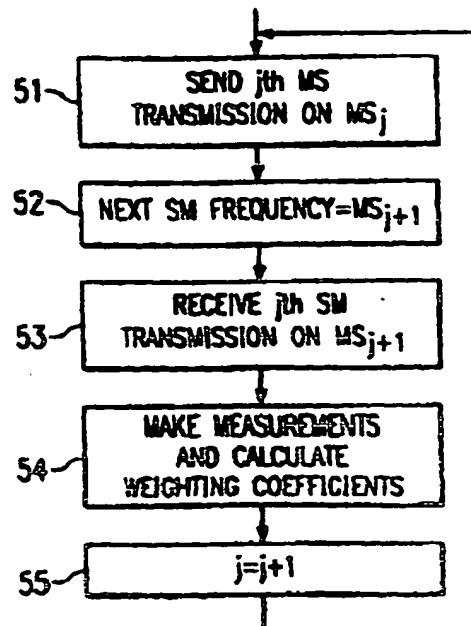 51
SEND jth MS
TRANSMISSION ON MSj
52
NEXT SM FREQUENCY=MSj+1
53
RECEIVE jth SM
TRANSMISSION ON MSj+1
54
MAKE MEASUREMENTS
AND CALCULATE
WEIGHTING COEFFICIENTS
55
j=j+1